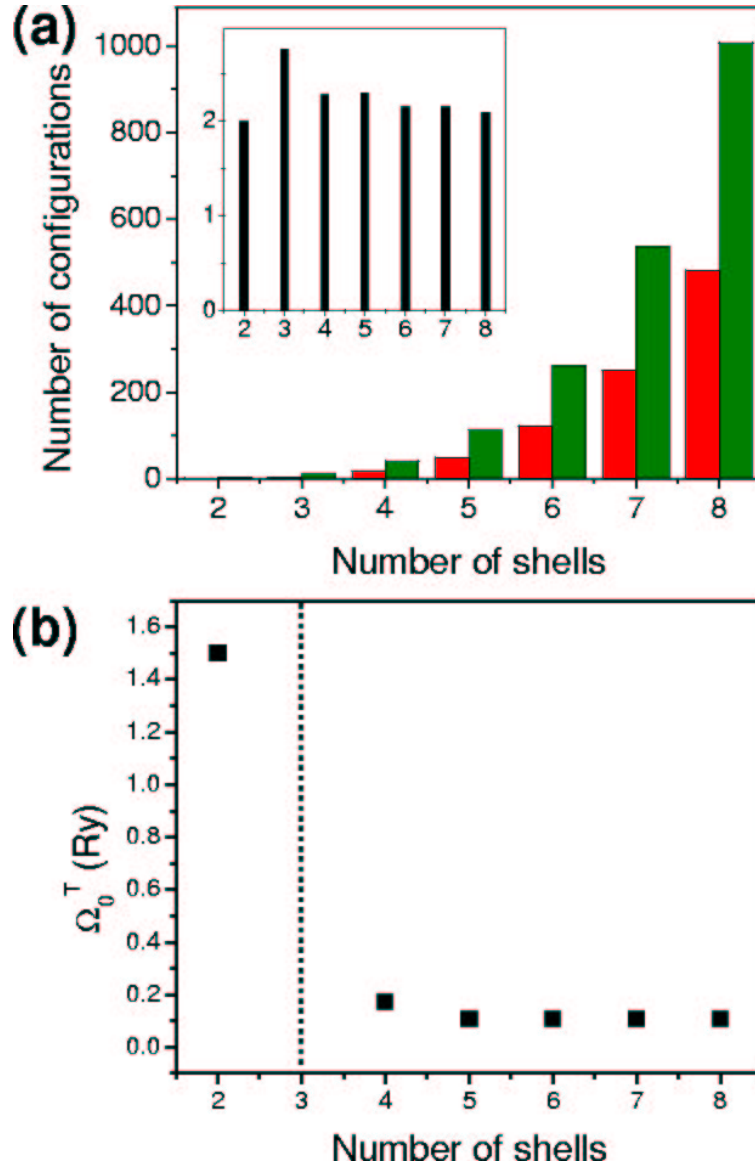 (a)
Number of configurations
1000
800
600
400
200
0
2
1
0
2 3 4 5 6 7 8
2 3 4 5 6 7 8
Number of shells
(b)
Ω₀ᵀ (Ry)
1.6
1.4
1.2
1.0
0.8
0.6
0.4
0.2
0.0
2 3 4 5 6 7 8
Number of shells